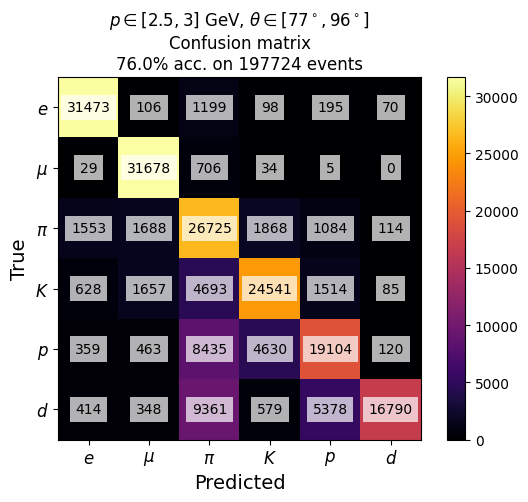 p ∈ [2.5, 3] GeV, θ ∈ [77°, 96°]
Confusion matrix
76.0% acc. on 197724 events
e 31473 106 1199 98 195 70
μ 29 31678 706 34 5 0
π 1553 1688 26725 1868 1084 114
K 628 1657 4693 24541 1514 85
p 359 463 8435 4630 19104 120
d 414 348 9361 579 5378 16790
e μ π K p d
Predicted
True
30000
25000
20000
15000
10000
5000
0